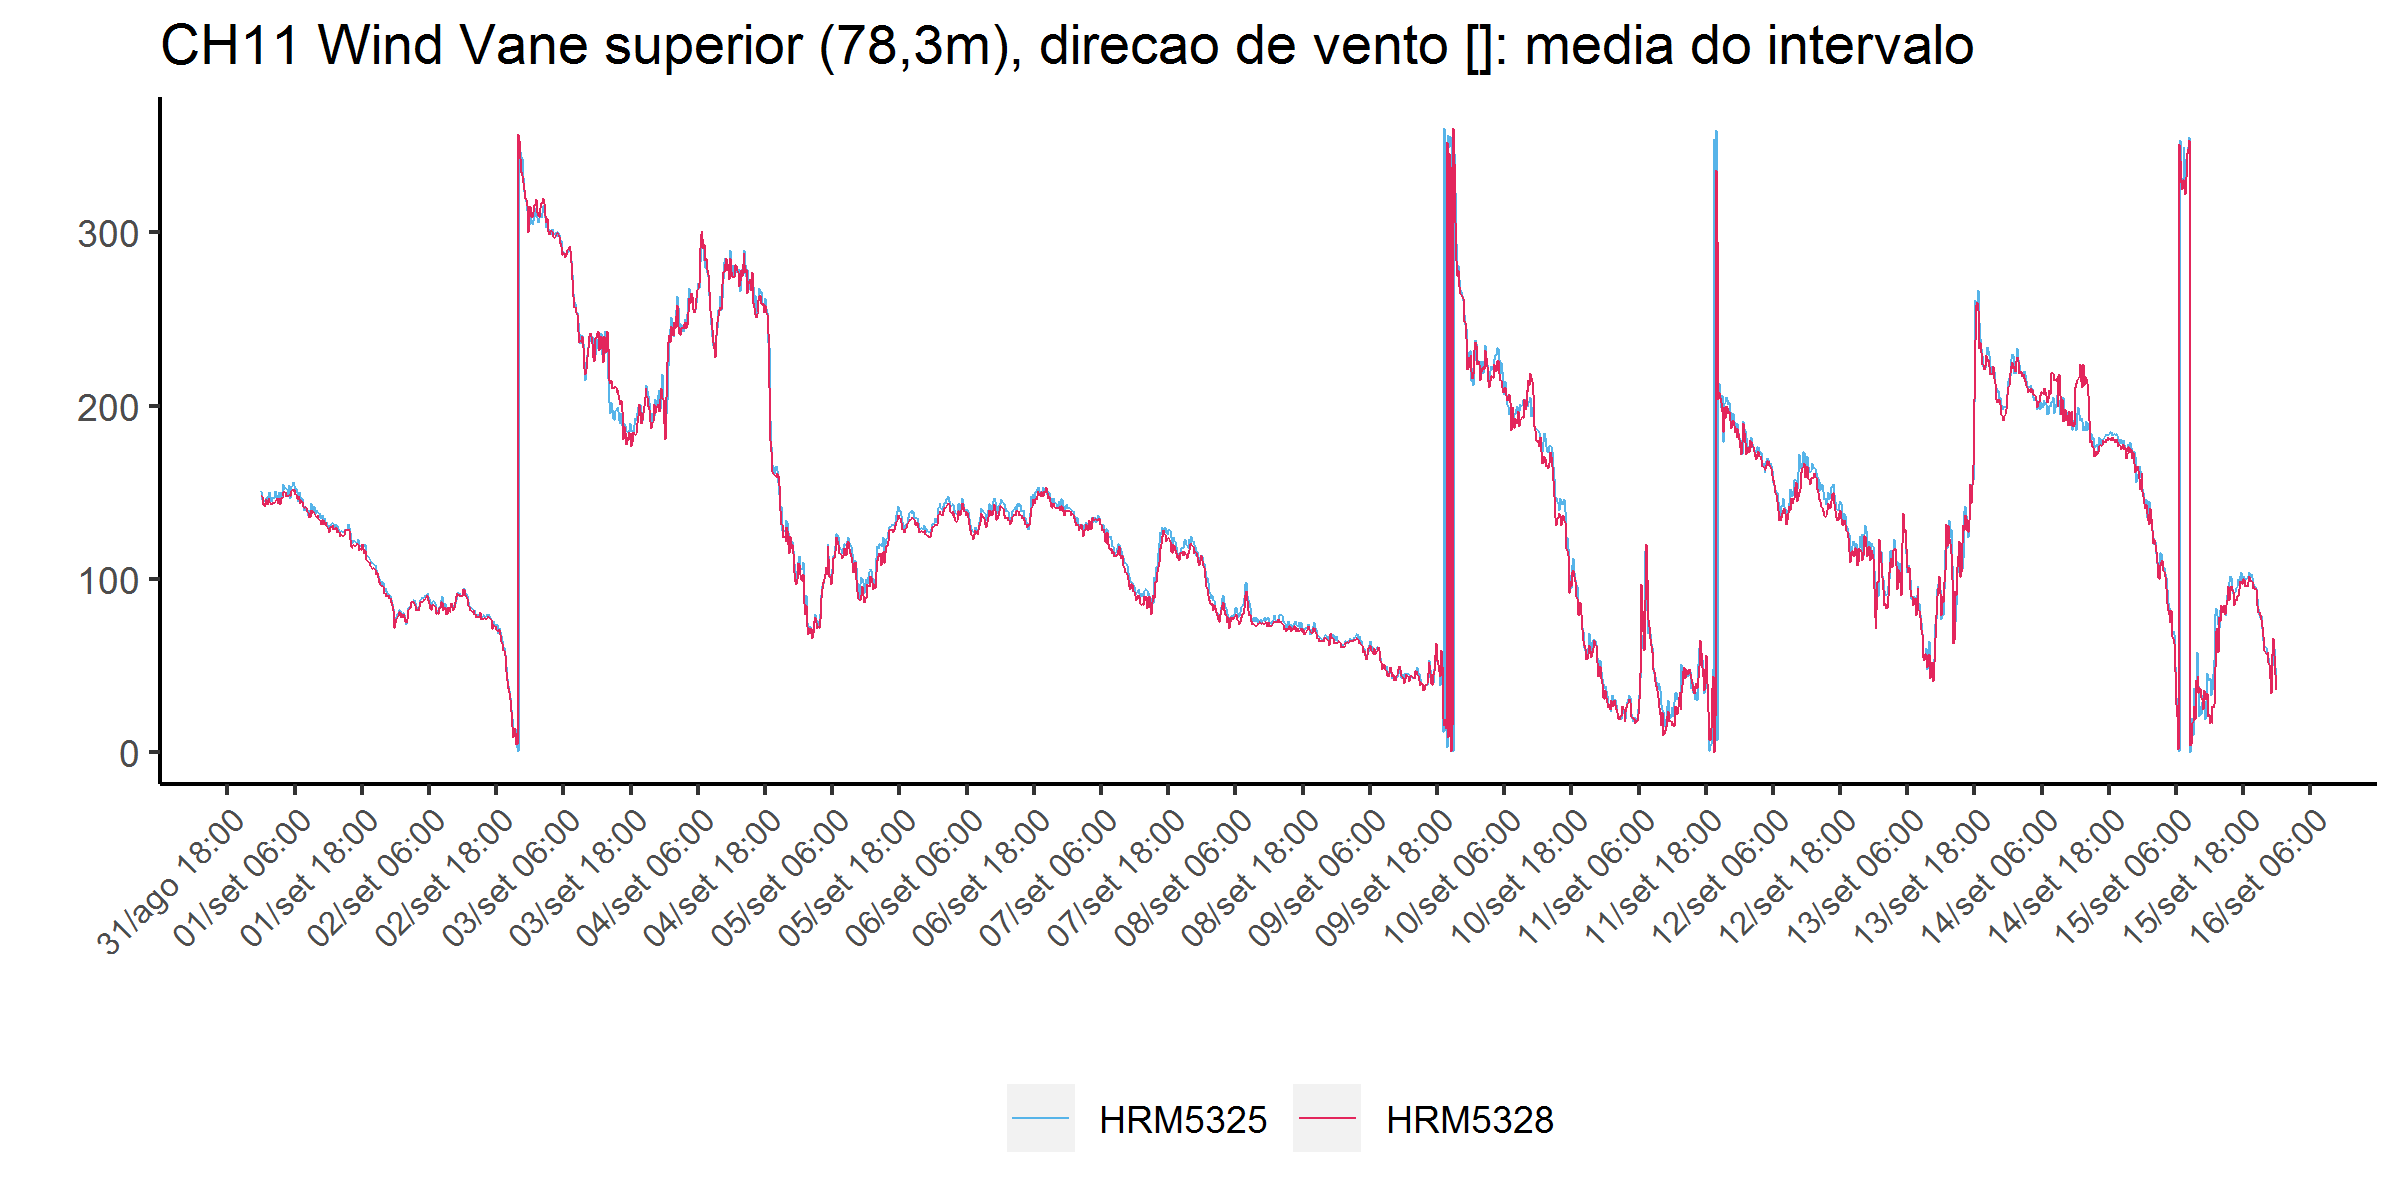 CH11 Wind Vane superior (78,3m), direcao de vento []: media do intervalo
300
200
100
0
31/ago 18:00
01/set 06:00
01/set 18:00
02/set 06:00
02/set 18:00
03/set 06:00
03/set 18:00
04/set 06:00
04/set 18:00
05/set 06:00
05/set 18:00
06/set 06:00
06/set 18:00
07/set 06:00
07/set 18:00
08/set 06:00
08/set 18:00
09/set 06:00
09/set 18:00
10/set 06:00
10/set 18:00
11/set 06:00
11/set 18:00
12/set 06:00
12/set 18:00
13/set 06:00
13/set 18:00
14/set 06:00
14/set 18:00
15/set 06:00
15/set 18:00
16/set 06:00
HRM5325
HRM5328